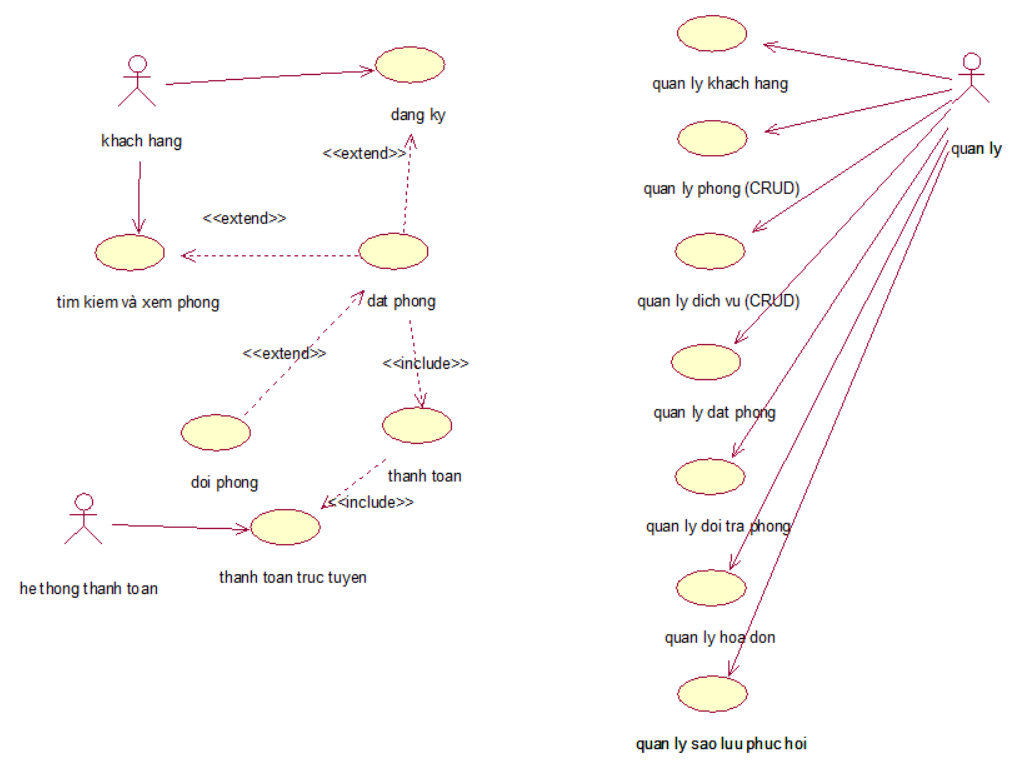 khach hang
dang ky
<<extend>>
<<extend>>
tim kiem và xem phong
dat phong
<<extend>>
<<include>>
doi phong
thanh toan
<<include>>
he thong thanh toan
thanh toan truc tuyen
quan ly khach hang
quan ly
quan ly phong (CRUD)
quan ly dich vu (CRUD)
quan ly dat phong
quan ly doi tra phong
quan ly hoa don
quan ly sao luu phuc hoi